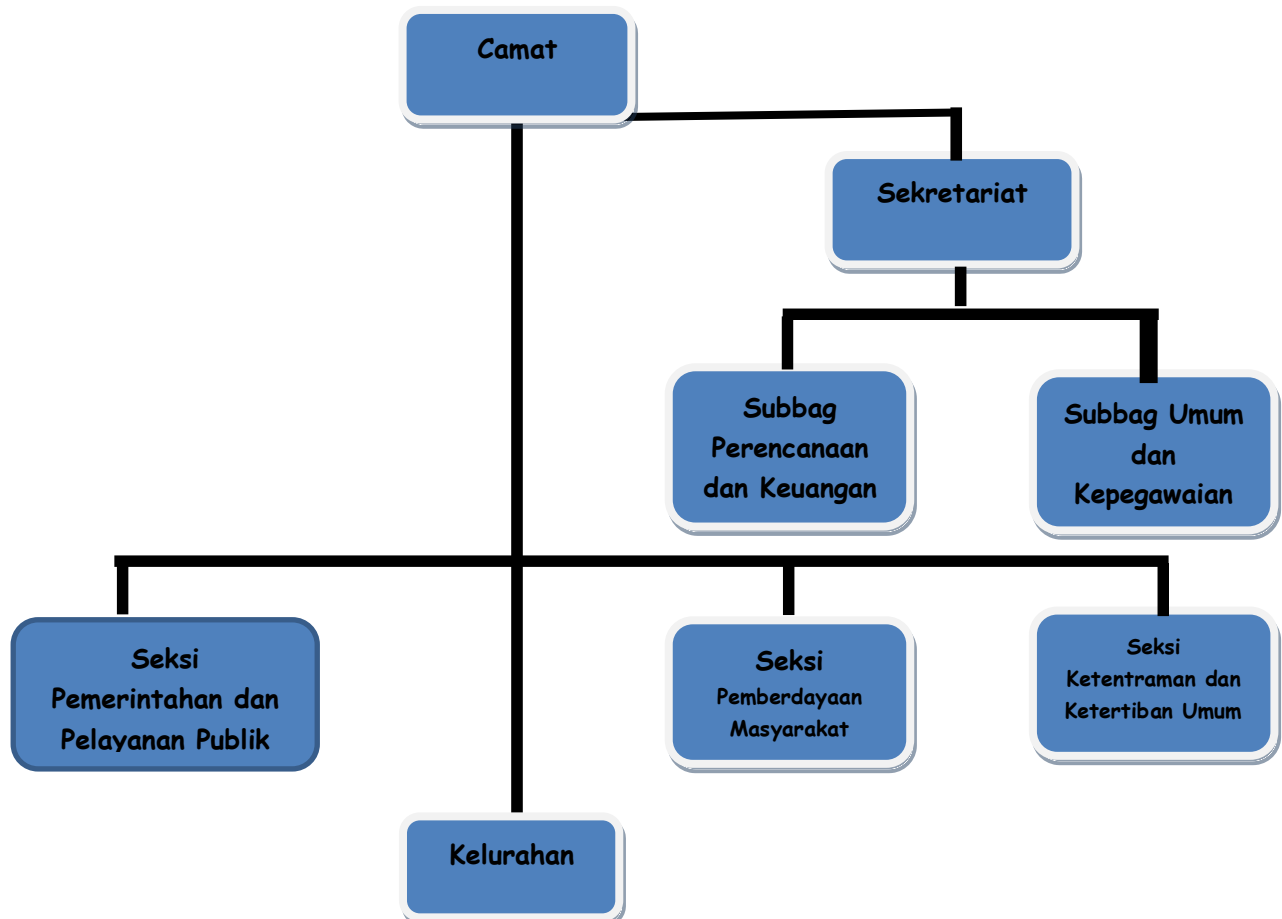 Camat
Sekretariat
Subbag
Perencanaan
dan Keuangan
Subbag Umum
dan
Kepegawaian
Seksi
Pemerintahan dan
Pelayanan Publik
Seksi
Pemberdayaan
Masyarakat
Seksi
Ketentraman dan
Ketertiban Umum
Kelurahan